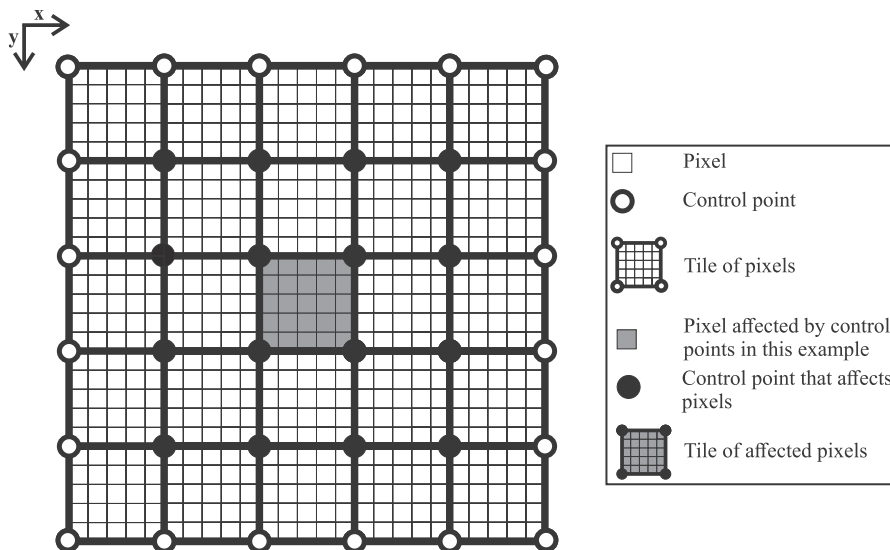 x
y
Pixel
Control point
Tile of pixels
Pixel affected by control
points in this example
Control point that affects
pixels
Tile of affected pixels